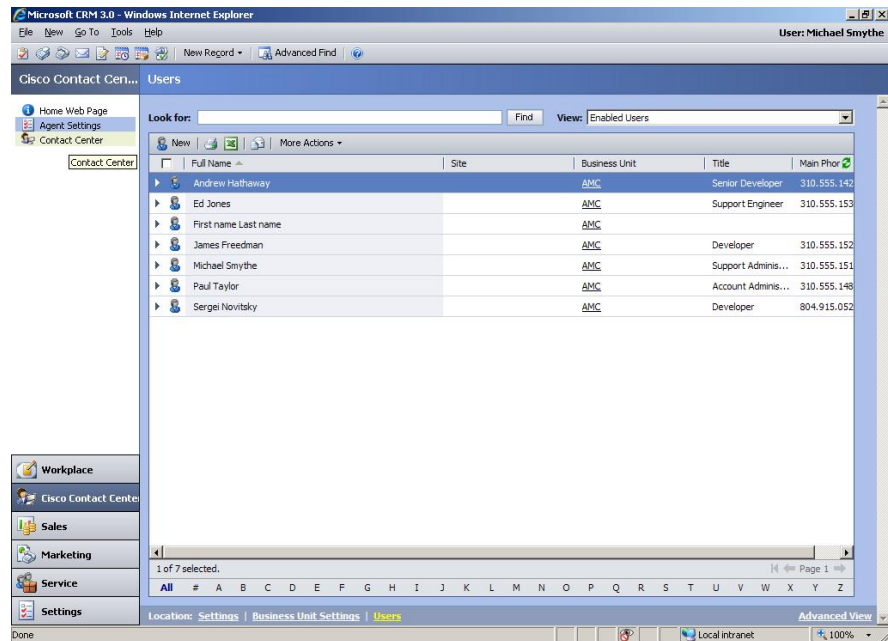 Microsoft CRM 3.0 - Windows Internet Explorer
File New Go To Tools Help
User: Michael Smythe
New Record Advanced Find
Cisco Contact Cen... Users
Home Web Page
Agent Settings
Contact Center
Contact Center
Look for: Find View: Enabled Users
New More Actions
Full Name Site Business Unit Title Main Phor
Andrew Hathaway AMC Senior Developer 310.555.142
Ed Jones AMC Support Engineer 310.555.153
First name Last name AMC
James Freedman AMC Developer 310.555.152
Michael Smythe AMC Support Adminis... 310.555.151
Paul Taylor AMC Account Adminis... 310.555.148
Sergei Novitsky AMC Developer 804.915.052
Workplace
Cisco Contact Cente
Sales
Marketing
Service
Settings
1 of 7 selected. Page 1
All # A B C D E F G H I J K L M N O P Q R S T U V W X Y Z
Location: Settings | Business Unit Settings | Users Advanced View
Done Local intranet 100%